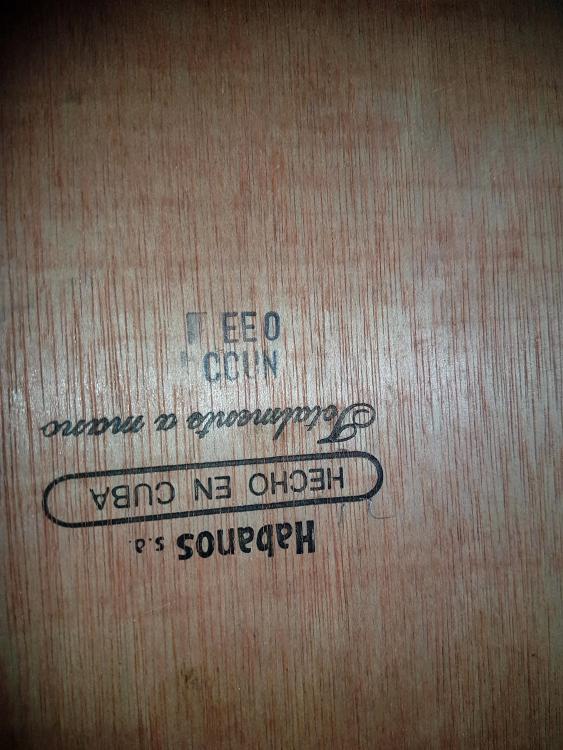 Habanos s.a.
HECHO EN CUBA
Totalmente a mano
EEO
CCUN